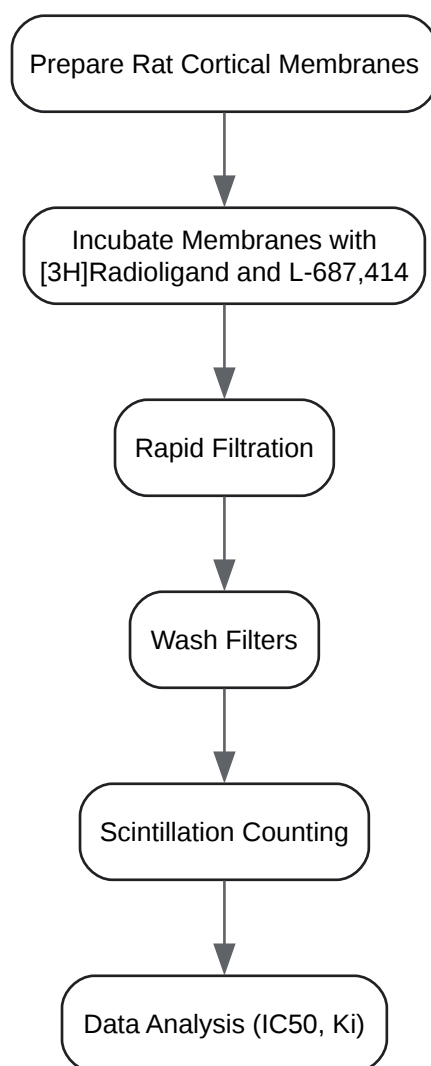 Prepare Rat Cortical Membranes
Incubate Membranes with
[3H]Radioligand and L-687,414
Rapid Filtration
Wash Filters
Scintillation Counting
Data Analysis (IC50, Ki)